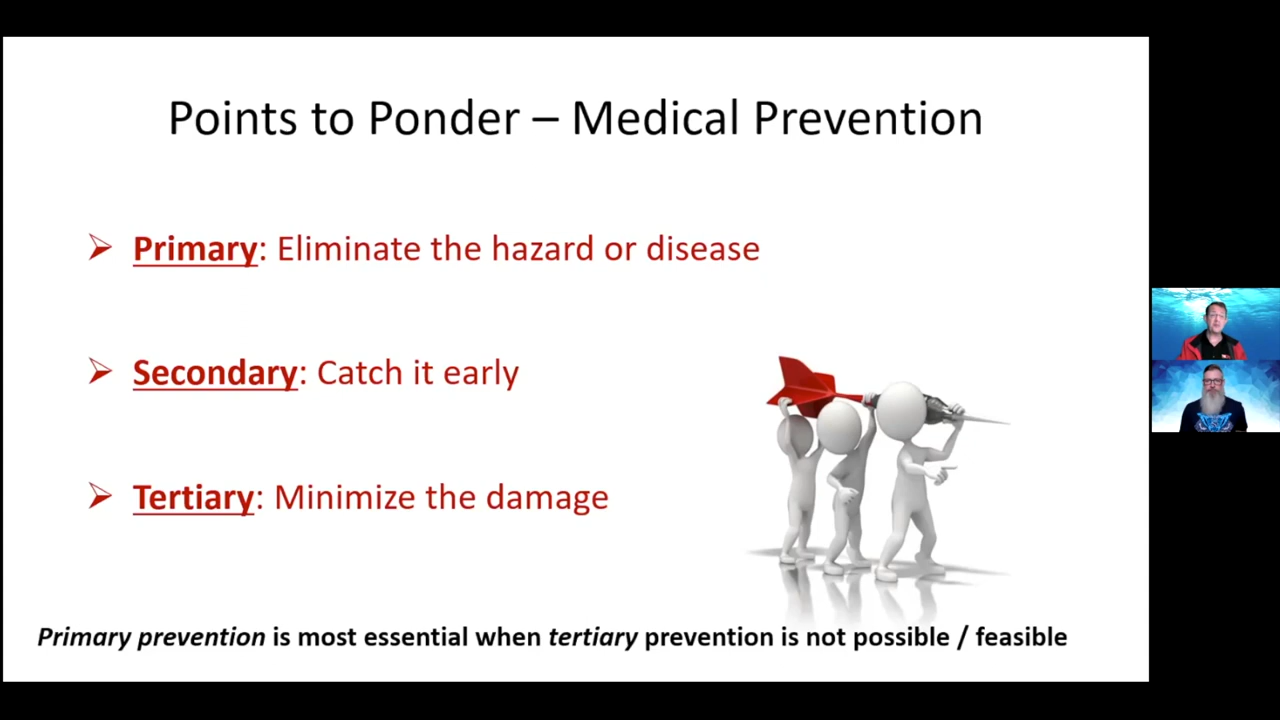 Points to Ponder – Medical Prevention
Primary: Eliminate the hazard or disease
Secondary: Catch it early
Tertiary: Minimize the damage
Primary prevention is most essential when tertiary prevention is not possible / feasible